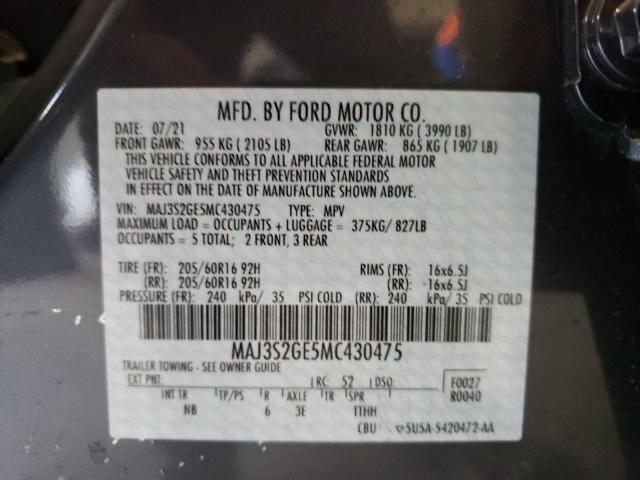 MFD. BY FORD MOTOR CO.
DATE: 07/21 GVWR: 1810 KG ( 3990 LB)
FRONT GAWR: 955 KG ( 2105 LB) REAR GAWR: 865 KG ( 1907 LB)
THIS VEHICLE CONFORMS TO ALL APPLICABLE FEDERAL MOTOR
VEHICLE SAFETY AND THEFT PREVENTION STANDARDS
IN EFFECT ON THE DATE OF MANUFACTURE SHOWN ABOVE.
VIN: MAJ3S2GE5MC430475 TYPE: MPV
MAXIMUM LOAD = OCCUPANTS + LUGGAGE = 375KG/ 827LB
OCCUPANTS = 5 TOTAL; 2 FRONT, 3 REAR
TIRE (FR): 205/60R16 92H RIMS (FR): 16x6.5J
(RR): 205/60R16 92H (RR): -16x6.5J
PRESSURE (FR): 240 kPa/ 35 PSI COLD (RR): 240 kPa/ 35 PSI COLD
MAJ3S2GE5MC430475
TRAILER TOWING - SEE OWNER GUIDE
EXT PNT: RC: 52 DSO: F0027
INT TR TP/PS R AXLE TR SPR R0040
NB 6 3E TTHH
CBU 5U5A-5420472-AA